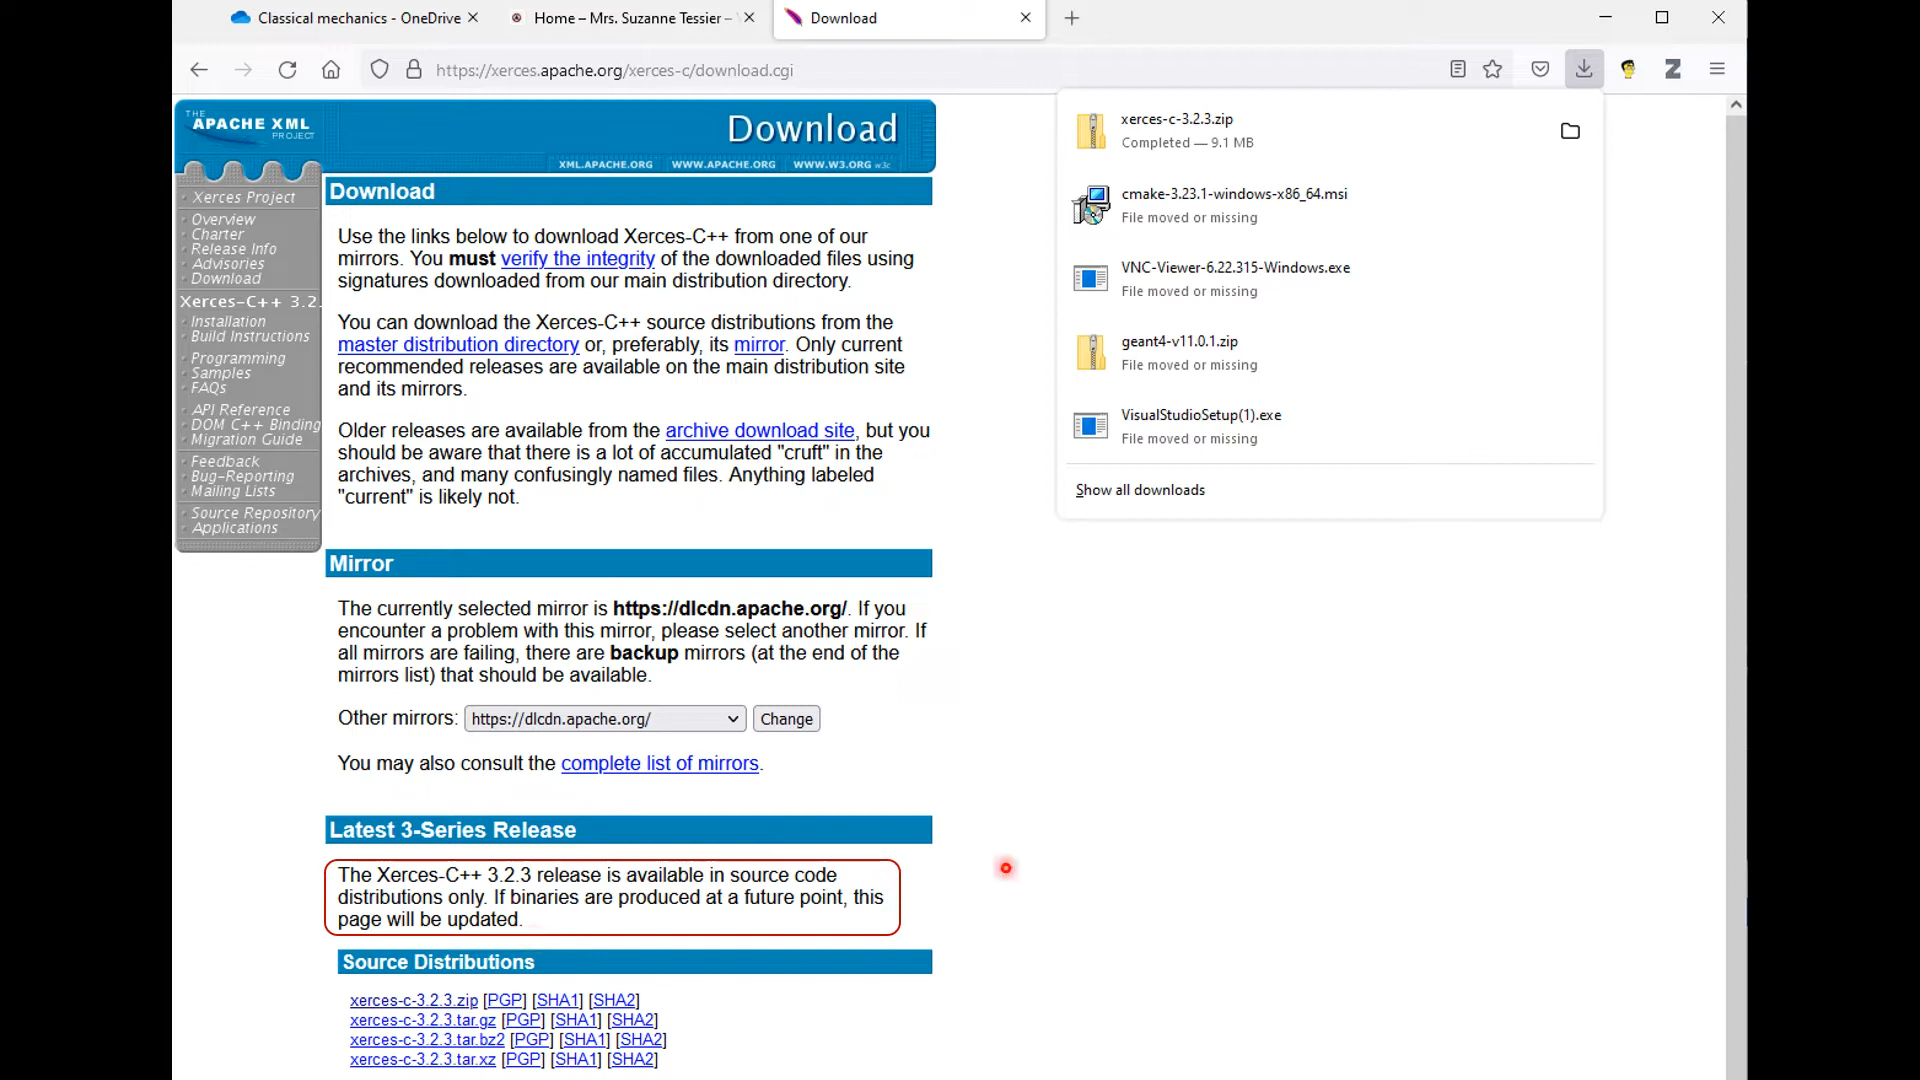 Classical mechanics - OneDrive
Home – Mrs. Suzanne Tessier –
Download
https://xerces.apache.org/xerces-c/download.cgi
THE
APACHE XML
PROJECT
Download
XML.APACHE.ORG WWW.APACHE.ORG WWW.W3.ORG w3c
Xerces Project
Overview
Charter
Release Info
Advisories
Download
Xerces-C++ 3.2.
Installation
Build Instructions
Programming
Samples
FAQs
API Reference
DOM C++ Binding
Migration Guide
Feedback
Bug-Reporting
Mailing Lists
Source Repository
Applications
Download
Use the links below to download Xerces-C++ from one of our
mirrors. You must verify the integrity of the downloaded files using
signatures downloaded from our main distribution directory.
You can download the Xerces-C++ source distributions from the
master distribution directory or, preferably, its mirror. Only current
recommended releases are available on the main distribution site
and its mirrors.
Older releases are available from the archive download site, but you
should be aware that there is a lot of accumulated "cruft" in the
archives, and many confusingly named files. Anything labeled
"current" is likely not.
Mirror
The currently selected mirror is https://dlcdn.apache.org/. If you
encounter a problem with this mirror, please select another mirror. If
all mirrors are failing, there are backup mirrors (at the end of the
mirrors list) that should be available.
Other mirrors: https://dlcdn.apache.org/ Change
You may also consult the complete list of mirrors.
Latest 3-Series Release
The Xerces-C++ 3.2.3 release is available in source code
distributions only. If binaries are produced at a future point, this
page will be updated.
Source Distributions
xerces-c-3.2.3.zip [PGP] [SHA1] [SHA2]
xerces-c-3.2.3.tar.gz [PGP] [SHA1] [SHA2]
xerces-c-3.2.3.tar.bz2 [PGP] [SHA1] [SHA2]
xerces-c-3.2.3.tar.xz [PGP] [SHA1] [SHA2]
xerces-c-3.2.3.zip
Completed — 9.1 MB
cmake-3.23.1-windows-x86_64.msi
File moved or missing
VNC-Viewer-6.22.315-Windows.exe
File moved or missing
geant4-v11.0.1.zip
File moved or missing
VisualStudioSetup(1).exe
File moved or missing
Show all downloads